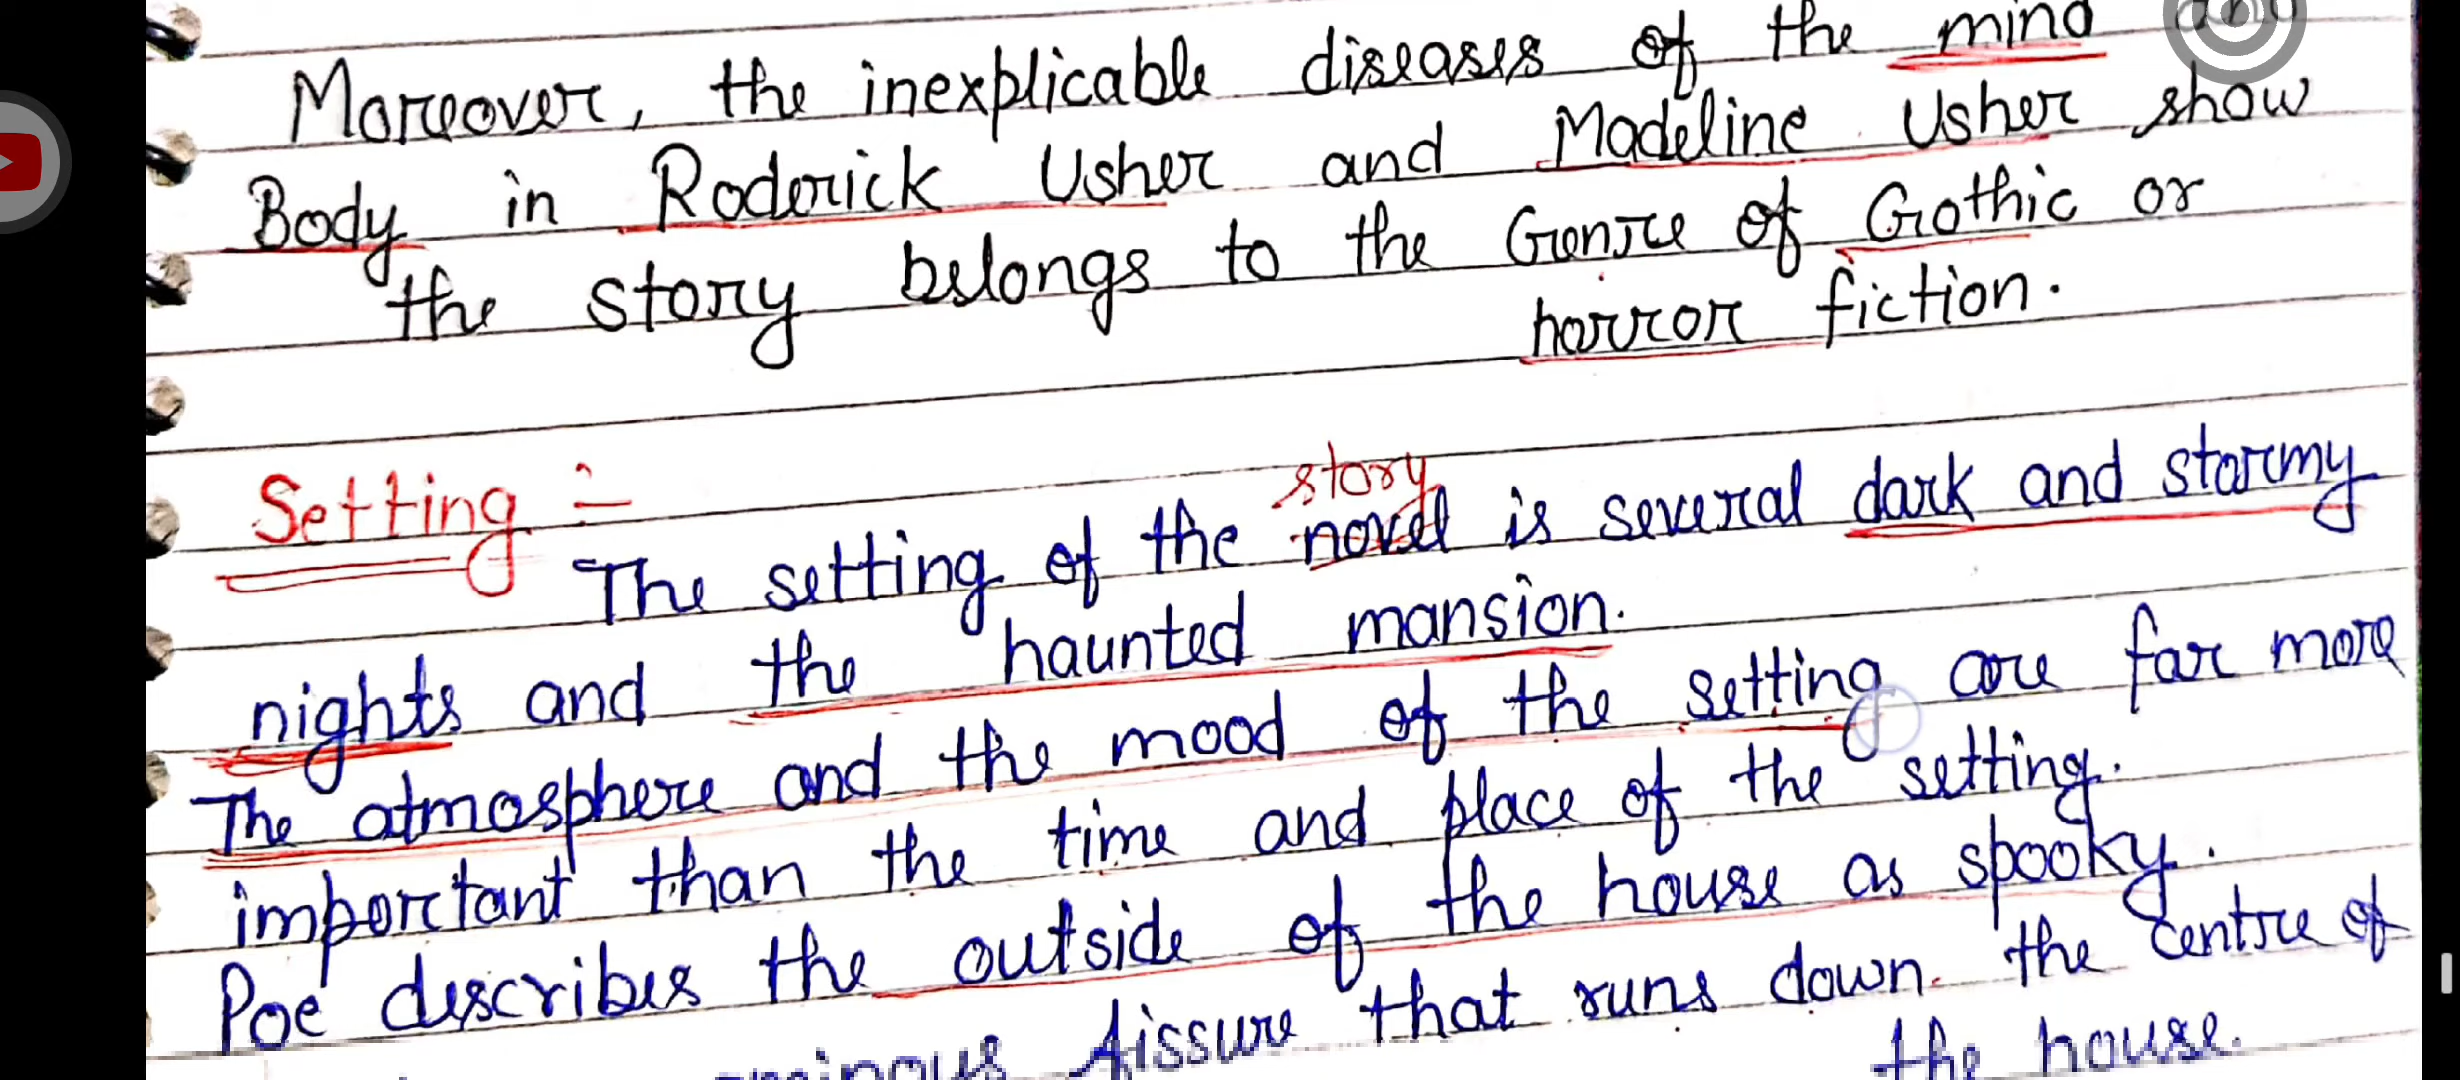 Moreover, the inexplicable diseases of the mind and
Body in Roderick Usher and Madeline Usher show
the story belongs to the Genre of Gothic or
horror fiction.
Setting :-
story
The setting of the novel is several dark and stormy
nights and the haunted mansion.
The atmosphere and the mood of the setting are far more
important than the time and place of the setting.
Poe describes the outside of the house as spooky.
fissure that runs down the centre of
the house.